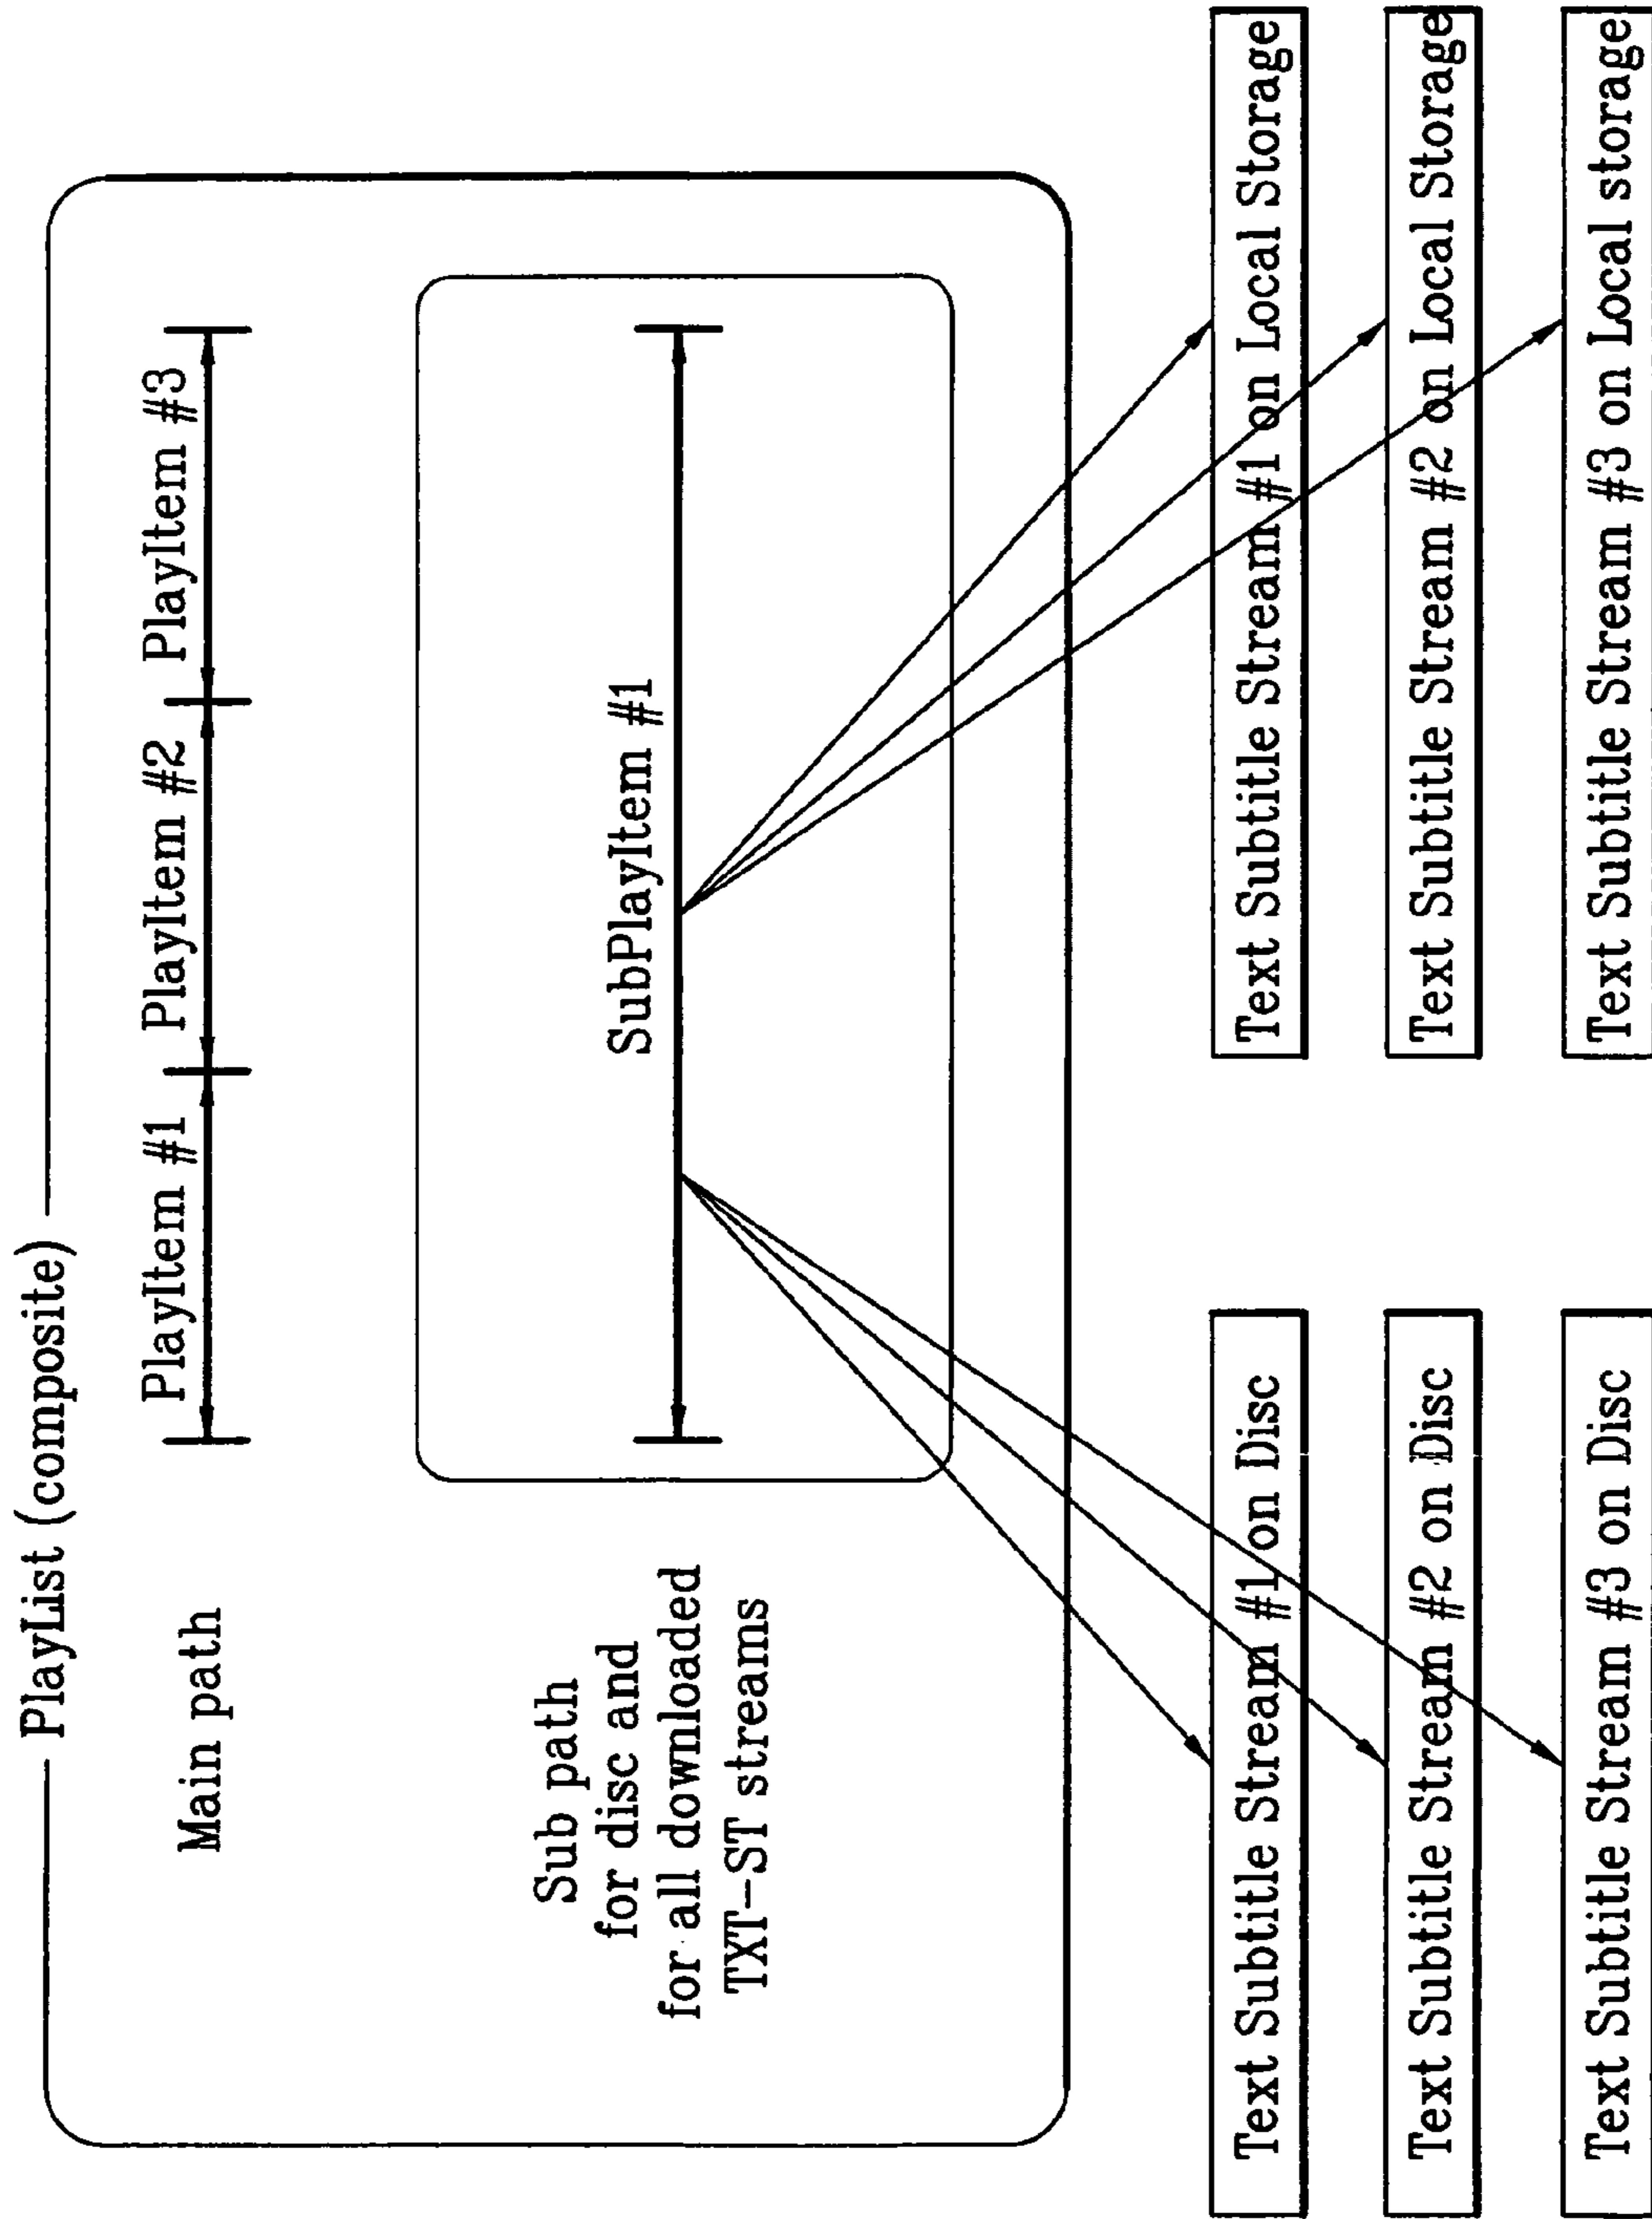 PlayList (composite)
Main path
PlayItem #1 PlayItem #2 PlayItem #3
Sub path
for disc and
for all downloaded
TXT-ST streams
SubPlayItem #1
Text Subtitle Stream #1 on Disc
Text Subtitle Stream #2 on Disc
Text Subtitle Stream #3 on Disc
Text Subtitle Stream #1 on Local Storage
Text Subtitle Stream #2 on Local Storage
Text Subtitle Stream #3 on Local storage